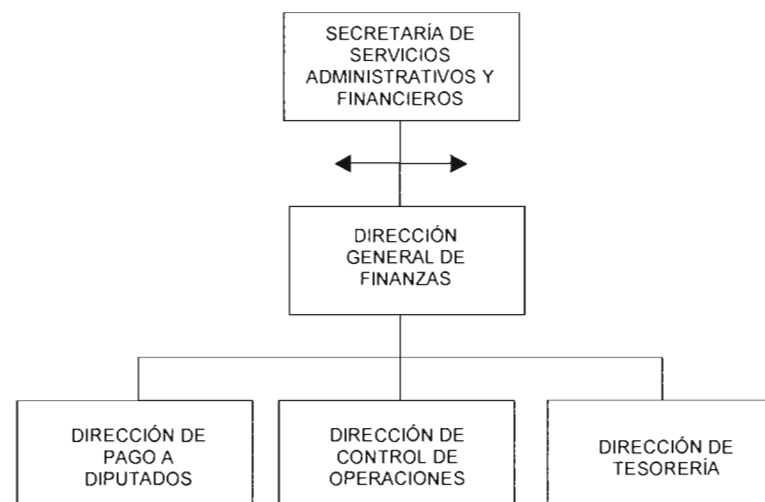 SECRETARÍA DE
SERVICIOS
ADMINISTRATIVOS Y
FINANCIEROS
DIRECCIÓN
GENERAL DE
FINANZAS
DIRECCIÓN DE
PAGO A
DIPUTADOS
DIRECCIÓN DE
CONTROL DE
OPERACIONES
DIRECCIÓN DE
TESORERÍA